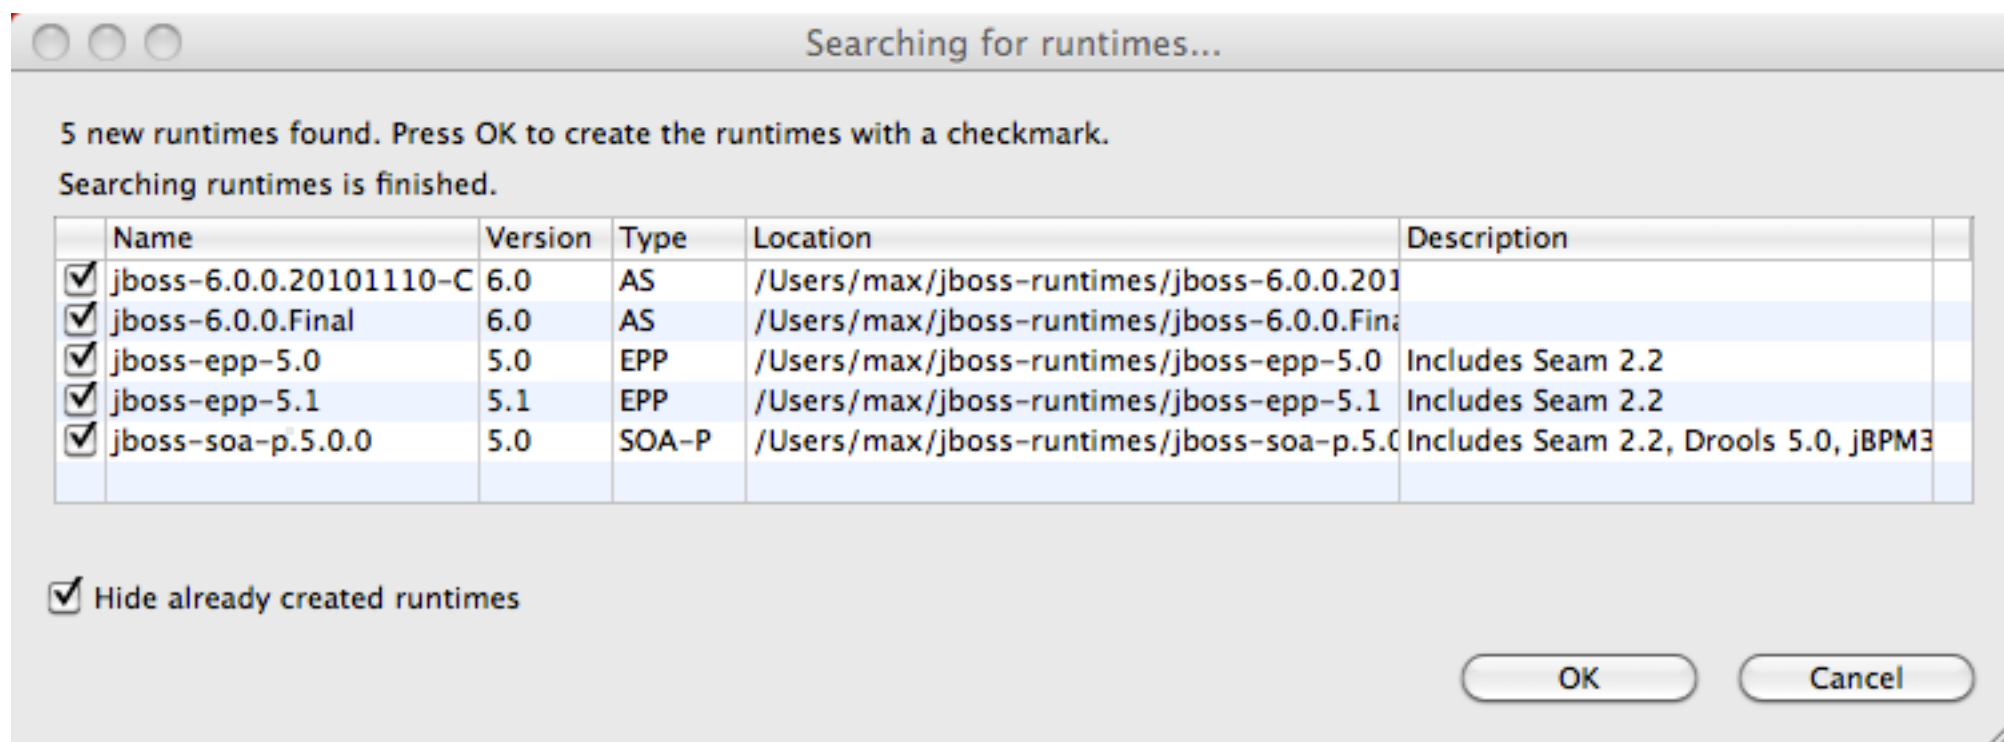 Searching for runtimes...
5 new runtimes found. Press OK to create the runtimes with a checkmark.
Searching runtimes is finished.
Name Version Type Location Description
jboss-6.0.0.20101110-C 6.0 AS /Users/max/jboss-runtimes/jboss-6.0.0.201
jboss-6.0.0.Final 6.0 AS /Users/max/jboss-runtimes/jboss-6.0.0.Fina
jboss-epp-5.0 5.0 EPP /Users/max/jboss-runtimes/jboss-epp-5.0 Includes Seam 2.2
jboss-epp-5.1 5.1 EPP /Users/max/jboss-runtimes/jboss-epp-5.1 Includes Seam 2.2
jboss-soa-p.5.0.0 5.0 SOA-P /Users/max/jboss-runtimes/jboss-soa-p.5.0 Includes Seam 2.2, Drools 5.0, jBPM3
Hide already created runtimes
OK Cancel